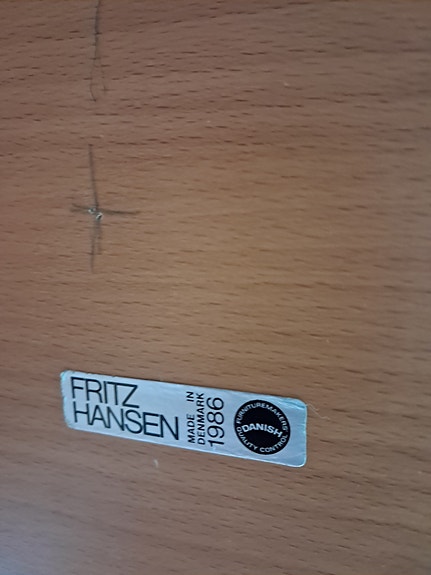 FRITZ
HANSEN
MADE IN
DENMARK
1986
FURNITUREMAKERS'
DANISH
QUALITY CONTROL